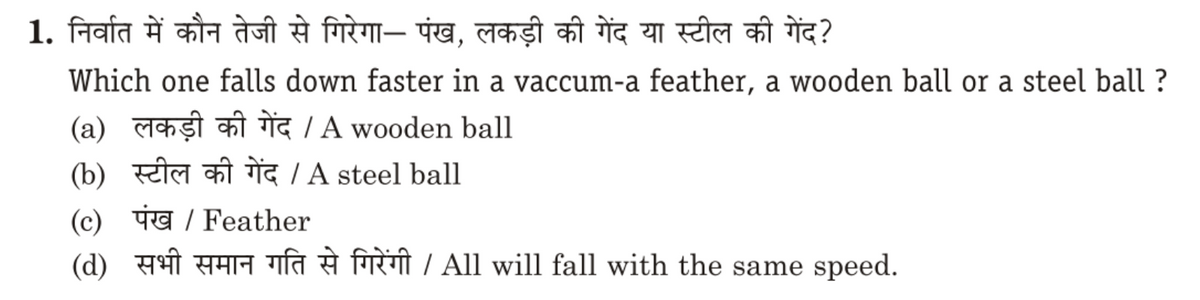 1. निर्वात में कौन तेजी से गिरेगा— पंख, लकड़ी की गेंद या स्टील की गेंद?
Which one falls down faster in a vaccum-a feather, a wooden ball or a steel ball ?
(a) लकड़ी की गेंद / A wooden ball
(b) स्टील की गेंद / A steel ball
(c) पंख / Feather
(d) सभी समान गति से गिरेंगी / All will fall with the same speed.